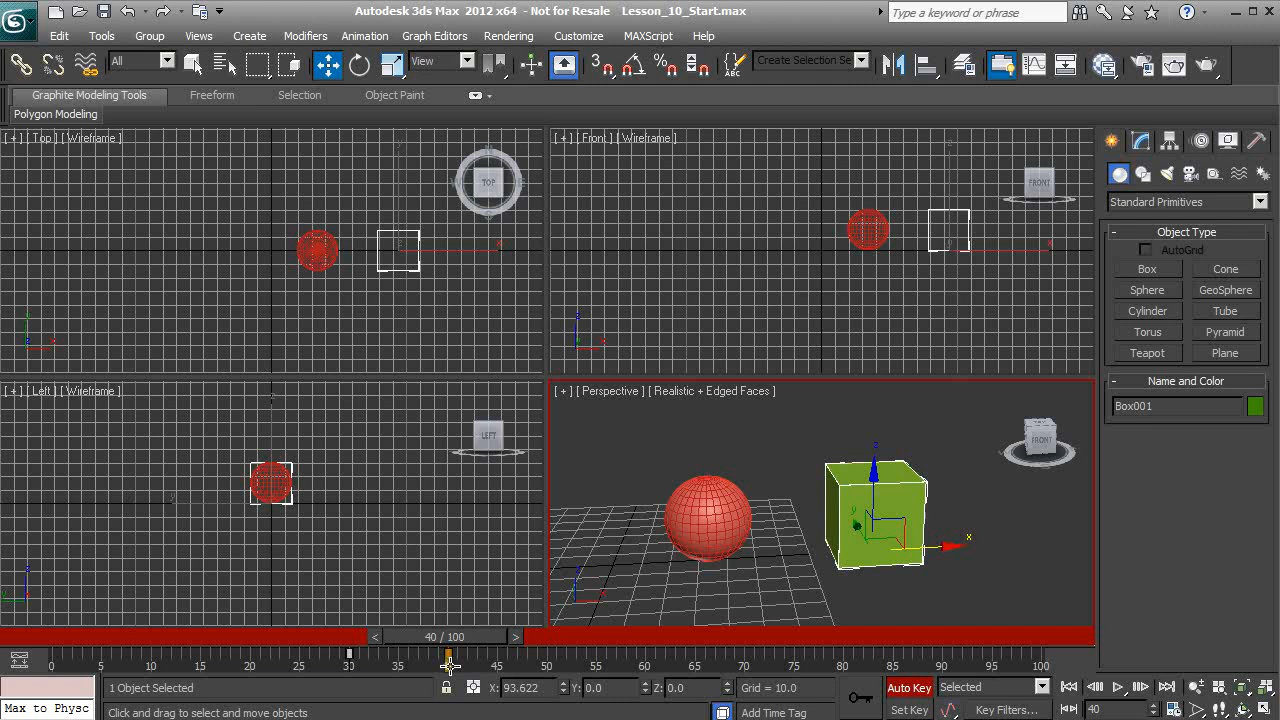 Autodesk 3ds Max 2012 x64 - Not for Resale Lesson_10_Start.max
Type a keyword or phrase
File Edit Tools Group Views Create Modifiers Animation Graph Editors Rendering Customize MAXScript Help
All
View
Create Selection Se
Graphite Modeling Tools Freeform Selection Object Paint
Polygon Modeling
[ + ] [ Top ] [ Wireframe ]
TOP
[ + ] [ Front ] [ Wireframe ]
FRONT
[ + ] [ Left ] [ Wireframe ]
LEFT
[ + ] [ Perspective ] [ Realistic + Edged Faces ]
FRONT
Standard Primitives
- Object Type
AutoGrid
Box Cone
Sphere GeoSphere
Cylinder Tube
Torus Pyramid
Teapot Plane
- Name and Color
Box001
< 40 / 100 >
0 5 10 15 20 25 30 35 45 50 55 60 65 70 75 80 85 90 95 100
1 Object Selected
X: 93.622 Y: 0.0 Z: 0.0
Grid = 10.0
Auto Key Selected
Max to Physc
Click and drag to select and move objects
Add Time Tag
Set Key Key Filters...
40